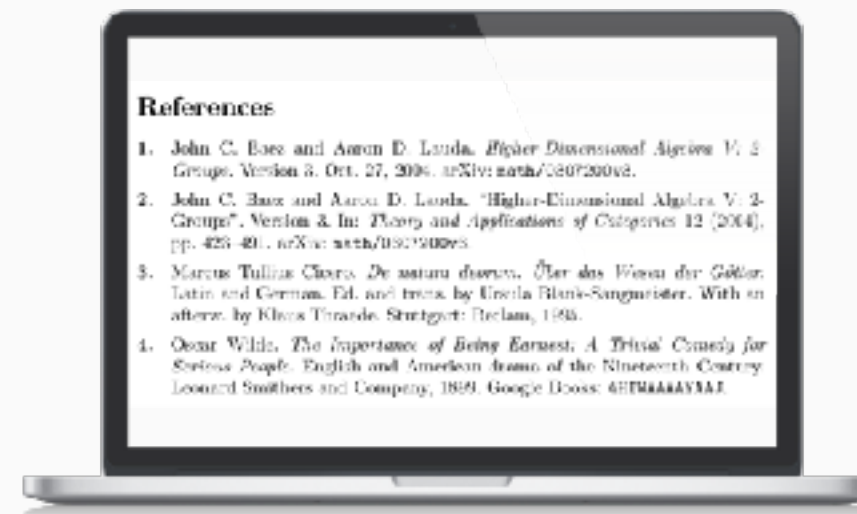 References
1. John C. Baez and Aaron D. Lauda. Higher-Dimensional Algebra V: 2-
Groups. Version 3. Oct. 27, 2004. arXiv: math/0307200v3.
2. John C. Baez and Aaron D. Lauda. “Higher-Dimensional Algebra V: 2-
Groups”. Version 3. In: Theory and Applications of Categories 12 (2004),
pp. 423–491. arXiv: math/0307200v3.
3. Marcus Tullius Cicero. De natura deorum. Über das Wesen der Götter.
Latin and German. Ed. and trans. by Ursula Blank-Sangmeister. With an
afterw. by Klaus Thraede. Stuttgart: Reclam, 1995.
4. Oscar Wilde. The Importance of Being Earnest: A Trivial Comedy for
Serious People. English and American drama of the Nineteenth Century.
Leonard Smithers and Company, 1899. Google Books: